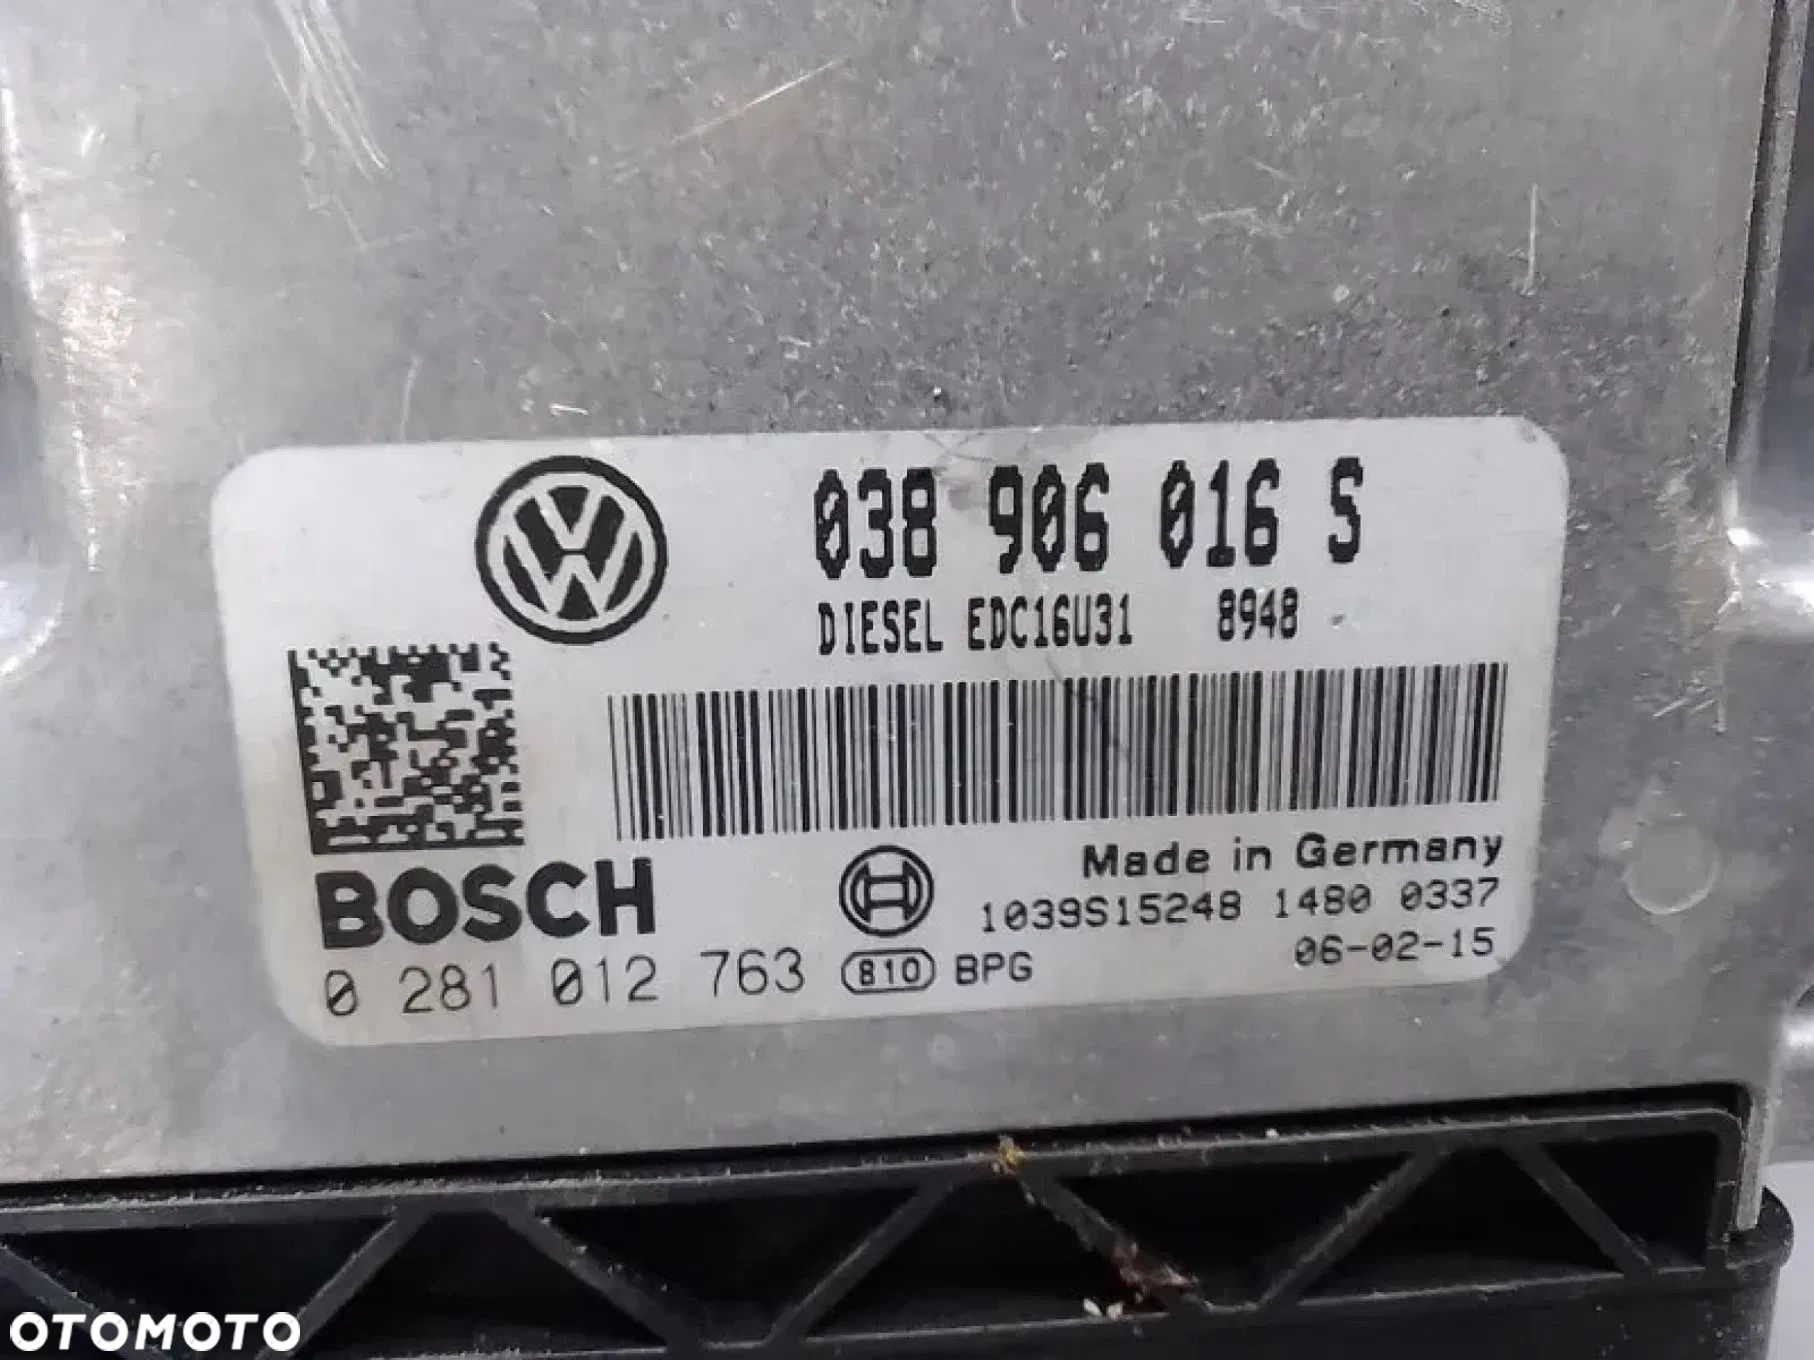 038 906 016 S
DIESEL EDC16U31 8948
Made in Germany
BOSCH
1039S15248 1480 0337
0 281 012 763 810 BPG
06-02-15
OTOMOTO